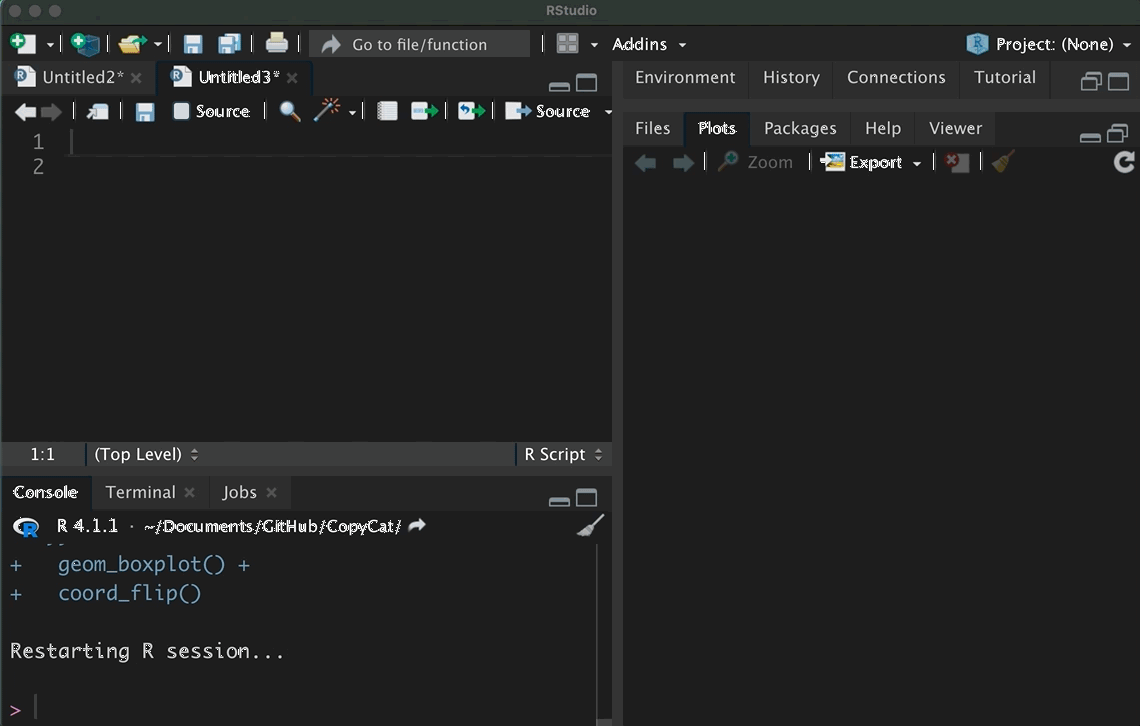 RStudio
Go to file/function Addins Project: (None)
Untitled2* Untitled3*
Source Source
1
2
1:1 (Top Level) R Script
Console Terminal Jobs
R 4.1.1 · ~/Documents/GitHub/CopyCat/
+ geom_boxplot() +
+ coord_flip()
Restarting R session...
>
Environment History Connections Tutorial
Files Plots Packages Help Viewer
Zoom Export